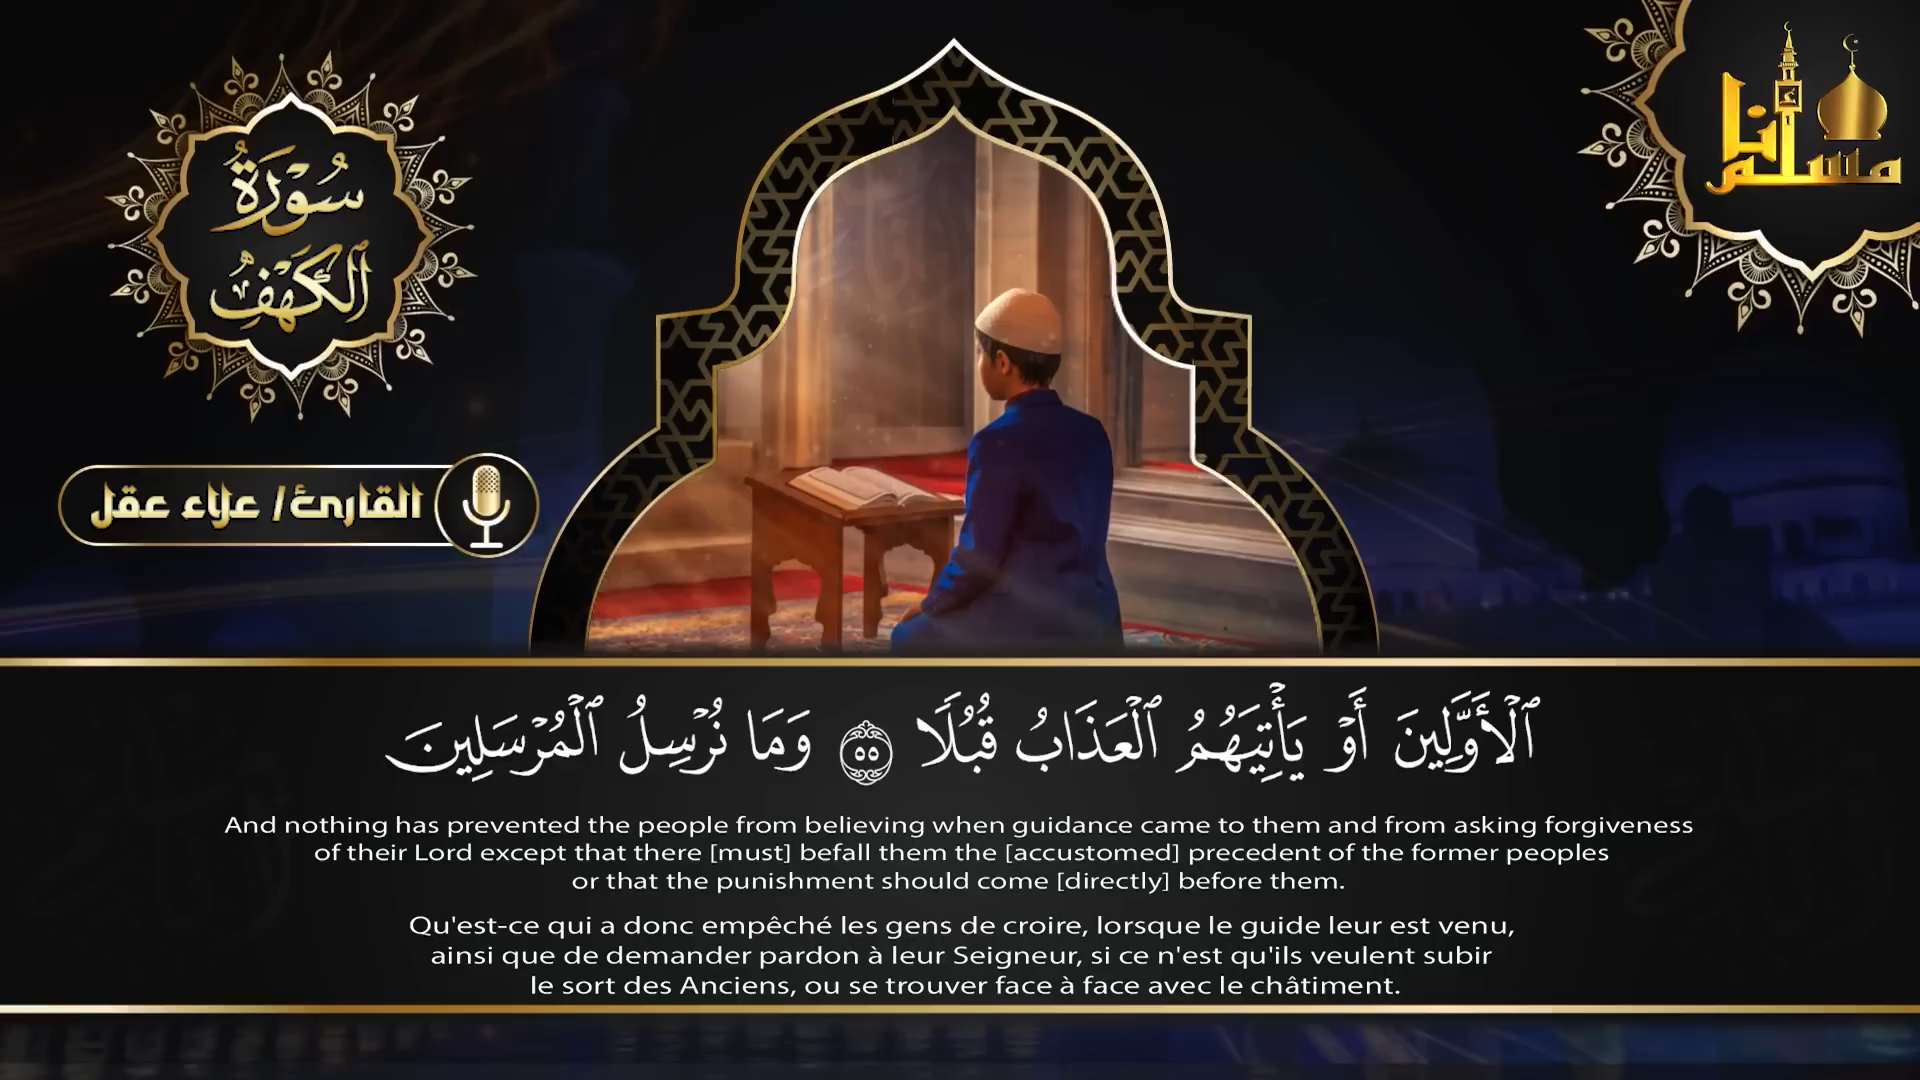 سُورَةُ
الكَهْفِ
أنا
مسلم
القارئ/ علاء عقل
ٱلْأَوَّلِينَ أَوْ يَأْتِيَهُمُ ٱلْعَذَابُ قُبُلًا ٥٥ وَمَا نُرْسِلُ ٱلْمُرْسَلِينَ
And nothing has prevented the people from believing when guidance came to them and from asking forgiveness
of their Lord except that there [must] befall them the [accustomed] precedent of the former peoples
or that the punishment should come [directly] before them.
Qu'est-ce qui a donc empêché les gens de croire, lorsque le guide leur est venu,
ainsi que de demander pardon à leur Seigneur, si ce n'est qu'ils veulent subir
le sort des Anciens, ou se trouver face à face avec le châtiment.